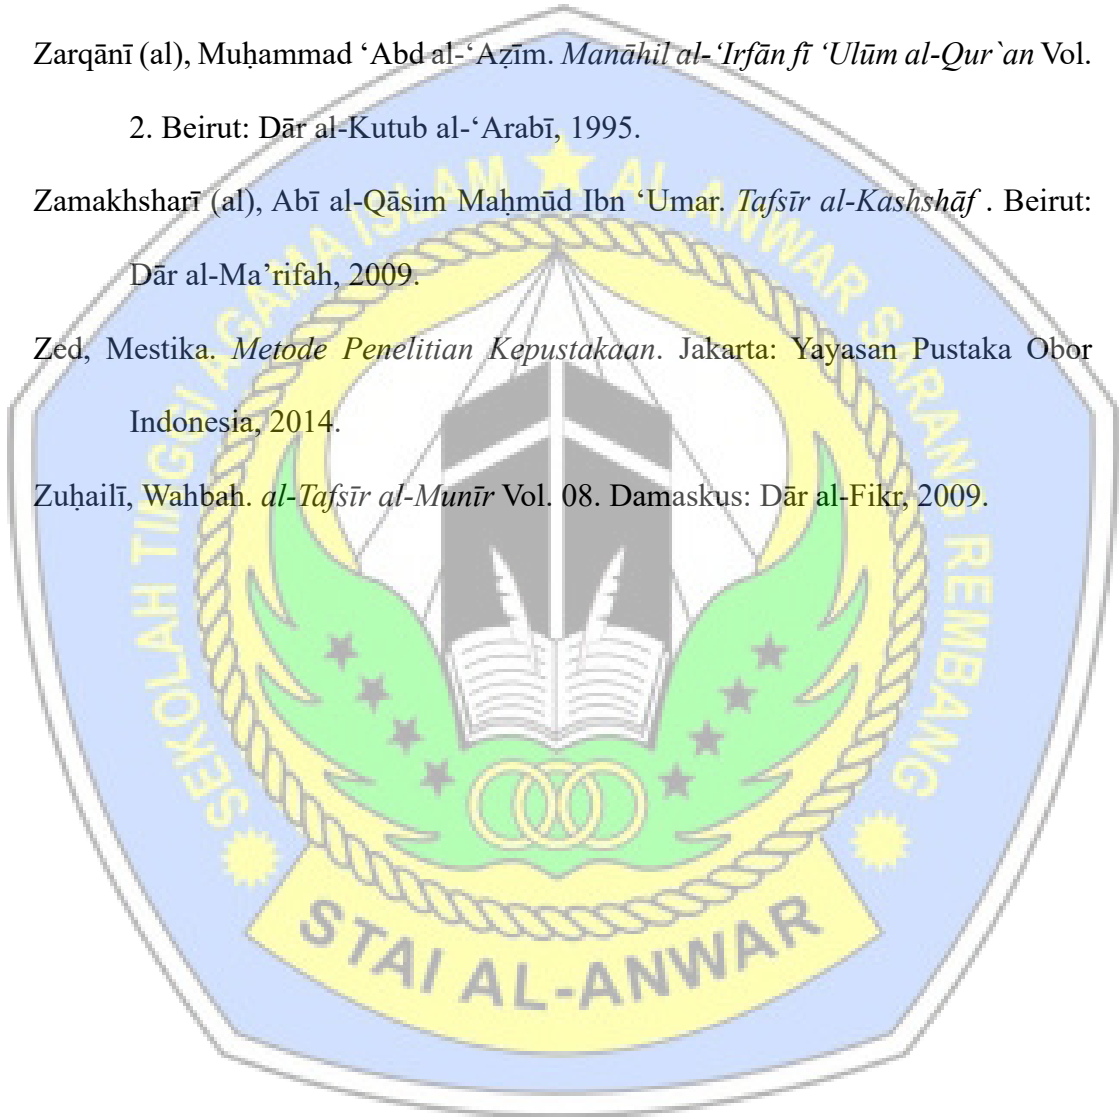 Zarqānī (al), Muḥammad ‘Abd al-‘Aẓīm. Manāhil al-‘Irfān fī ‘Ulūm al-Qur`an Vol.
2. Beirut: Dār al-Kutub al-‘Arabī, 1995.
Zamakhsharī (al), Abī al-Qāsim Maḥmūd Ibn ‘Umar. Tafsīr al-Kashshāf . Beirut:
Dār al-Ma’rifah, 2009.
Zed, Mestika. Metode Penelitian Kepustakaan. Jakarta: Yayasan Pustaka Obor
Indonesia, 2014.
Zuḥailī, Wahbah. al-Tafsīr al-Munīr Vol. 08. Damaskus: Dār al-Fikr, 2009.
SEKOLAH TINGGI AGAMA ISLAM ★ AL ANWAR SARANG REMBANG
STAI AL-ANWAR